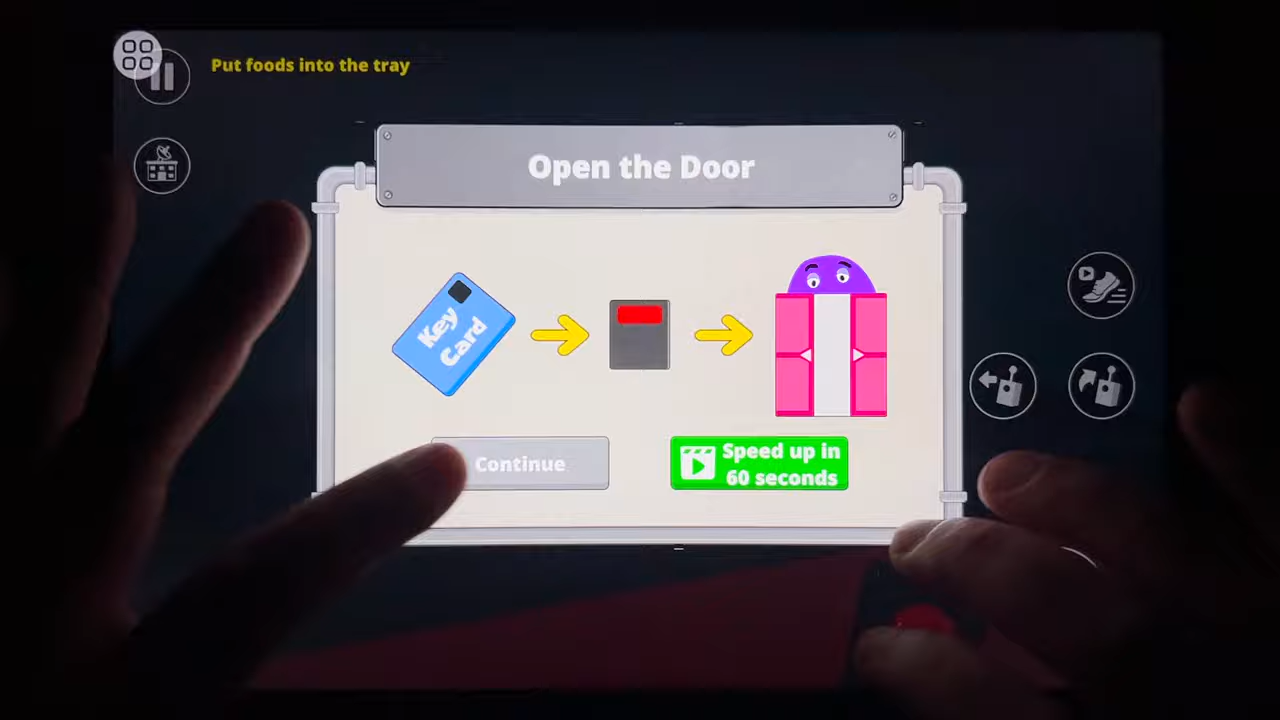 Put foods into the tray
Open the Door
Key
Card
Continue
Speed up in
60 seconds